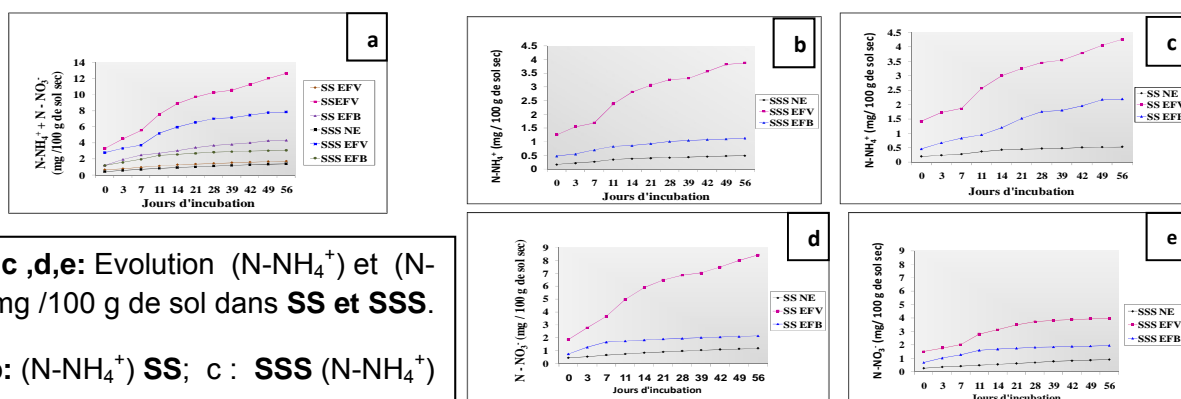 a
N-NH₄⁺ + N - NO₃⁻
(mg /100 g de sol sec)
14
12
10
8
6
4
2
0
0 3 7 11 14 21 28 39 42 49 56
Jours d'incubation
SS EFV
SSEFV
SS EFB
SSS NE
SSS EFV
SSS EFB
b
N-NH₄⁺ (mg/ 100 g de sol sec)
4.5
4
3.5
3
2.5
2
1.5
1
0.5
0
0 3 7 11 14 21 28 39 42 49 56
Jours d'incubation
SSS NE
SSS EFV
SSS EFB
c
N-NH₄⁺ (mg/ 100 g de sol sec)
4.5
4
3.5
3
2.5
2
1.5
1
0.5
0
0 3 7 11 14 21 28 39 42 49 56
Jours d'incubation
SS NE
SS EFV
SS EFB
c ,d,e: Evolution (N-NH₄⁺) et (N-
mg /100 g de sol dans SS et SSS.
: (N-NH₄⁺) SS; c : SSS (N-NH₄⁺)
d
N - NO₃⁻ (mg / 100 g de sol sec)
9
8
7
6
5
4
3
2
1
0
0 3 7 11 14 21 28 39 42 49 56
Jours d'incubation
SS NE
SS EFV
SS EFB
e
N-NO₃⁻ (mg/ 100 g de sol sec)
9
8
7
6
5
4
3
2
1
0
0 3 7 11 14 21 28 39 42 49 56
Jours d'incubation
SSS NE
SSS EFV
SSS EFB